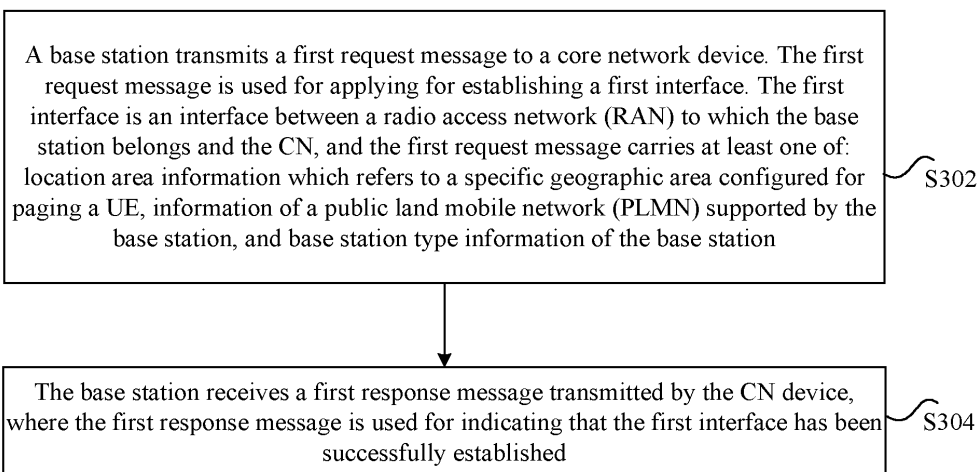 A base station transmits a first request message to a core network device. The first
request message is used for applying for establishing a first interface. The first
interface is an interface between a radio access network (RAN) to which the base
station belongs and the CN, and the first request message carries at least one of:
location area information which refers to a specific geographic area configured for
paging a UE, information of a public land mobile network (PLMN) supported by the
base station, and base station type information of the base station
S302
The base station receives a first response message transmitted by the CN device,
where the first response message is used for indicating that the first interface has been
successfully established
S304